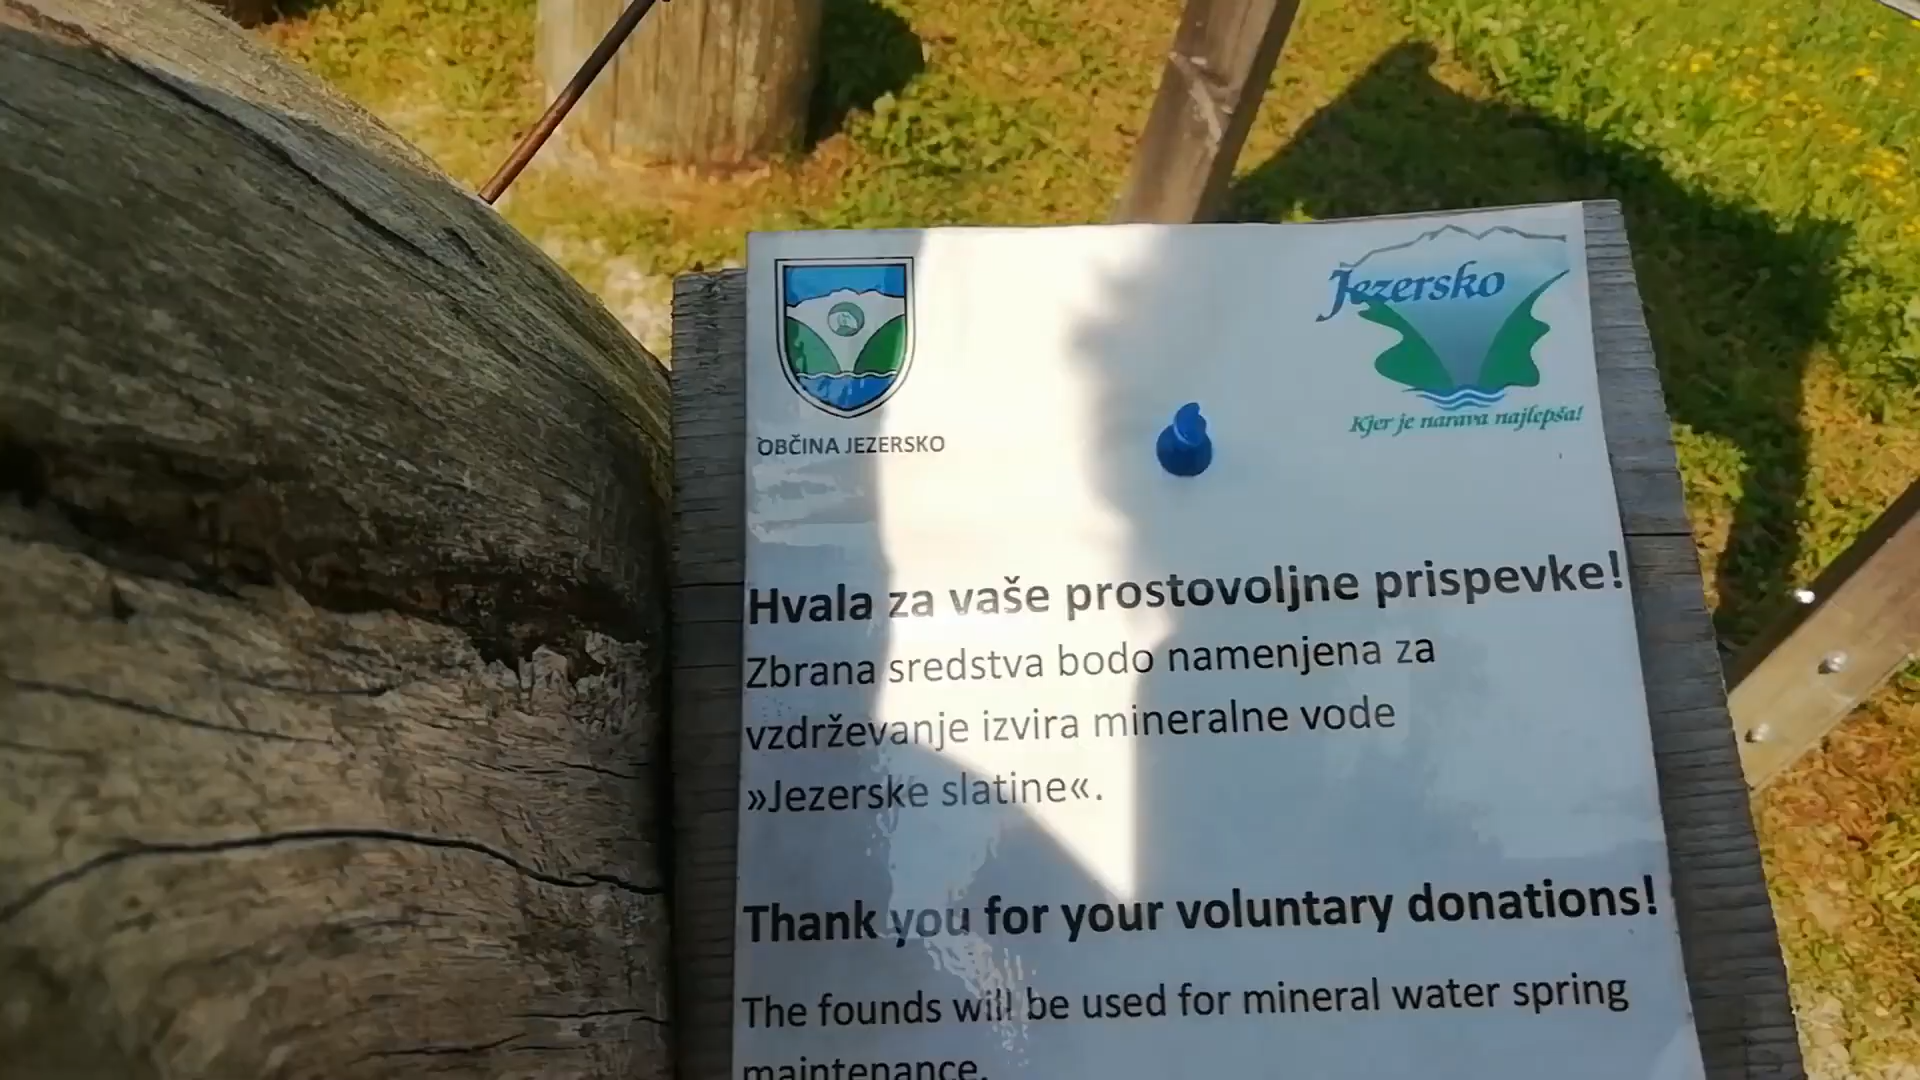 OBČINA JEZERSKO
Jezersko
Kjer je narava najlepša!
Hvala za vaše prostovoljne prispevke!
Zbrana sredstva bodo namenjena za
vzdrževanje izvira mineralne vode
»Jezerske slatine«.
Thank you for your voluntary donations!
The founds will be used for mineral water spring
maintenance.